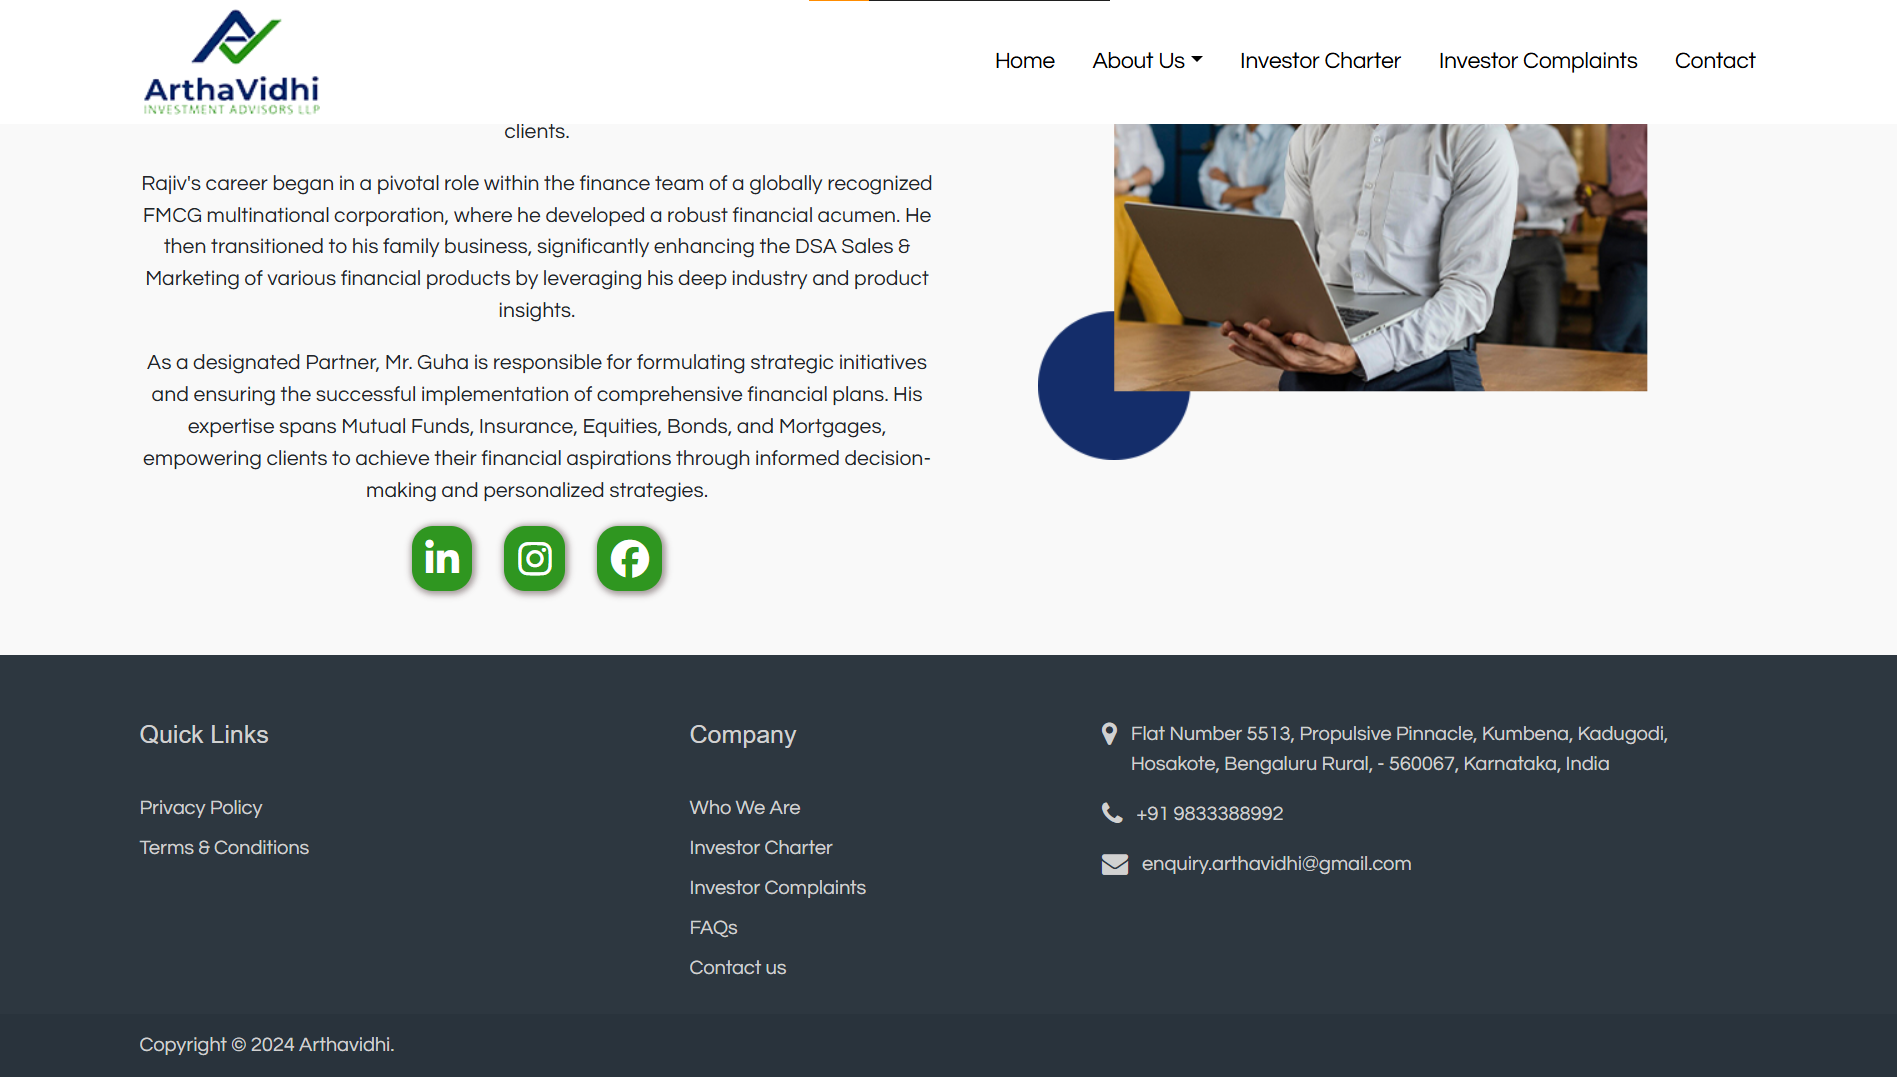 ArthaVidhi
INVESTMENT ADVISORS LLP
Home About Us Investor Charter Investor Complaints Contact
clients.
Rajiv's career began in a pivotal role within the finance team of a globally recognized
FMCG multinational corporation, where he developed a robust financial acumen. He
then transitioned to his family business, significantly enhancing the DSA Sales &
Marketing of various financial products by leveraging his deep industry and product
insights.
As a designated Partner, Mr. Guha is responsible for formulating strategic initiatives
and ensuring the successful implementation of comprehensive financial plans. His
expertise spans Mutual Funds, Insurance, Equities, Bonds, and Mortgages,
empowering clients to achieve their financial aspirations through informed decision-
making and personalized strategies.
Quick Links
Privacy Policy
Terms & Conditions
Company
Who We Are
Investor Charter
Investor Complaints
FAQs
Contact us
Flat Number 5513, Propulsive Pinnacle, Kumbena, Kadugodi,
Hosakote, Bengaluru Rural, - 560067, Karnataka, India
+91 9833388992
enquiry.arthavidhi@gmail.com
Copyright © 2024 Arthavidhi.